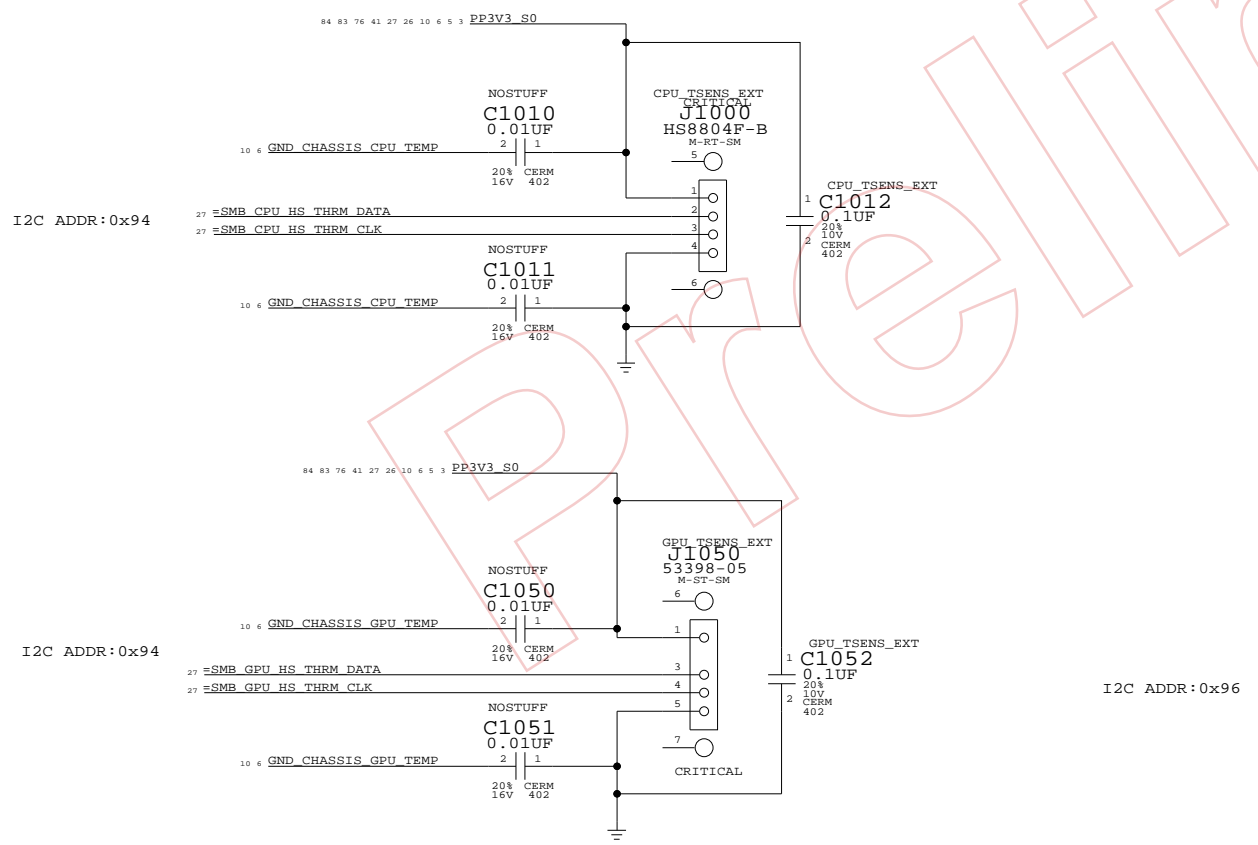 84 83 76 41 27 26 10 6 5 3 PP3V3_S0
NOSTUFF
C1010
0.01UF
10 6 GND_CHASSIS_CPU_TEMP
2 1
20% CERM
16V 402
CPU_TSENS_EXT
CRITICAL
J1000
HS8804F-B
M-RT-SM
5
1
2
3
4
6
I2C ADDR:0x94
27 =SMB_CPU_HS_THRM_DATA
27 =SMB_CPU_HS_THRM_CLK
CPU_TSENS_EXT
1 C1012
0.1UF
20%
10V
2 CERM
402
NOSTUFF
C1011
0.01UF
10 6 GND_CHASSIS_CPU_TEMP
2 1
20% CERM
16V 402
84 83 76 41 27 26 10 6 5 3 PP3V3_S0
NOSTUFF
C1050
0.01UF
10 6 GND_CHASSIS_GPU_TEMP
2 1
20% CERM
16V 402
GPU_TSENS_EXT
J1050
53398-05
M-ST-SM
6
1
3
4
5
7
CRITICAL
I2C ADDR:0x94
27 =SMB_GPU_HS_THRM_DATA
27 =SMB_GPU_HS_THRM_CLK
GPU_TSENS_EXT
1 C1052
0.1UF
20%
10V
2 CERM
402
I2C ADDR:0x96
NOSTUFF
C1051
0.01UF
10 6 GND_CHASSIS_GPU_TEMP
2 1
20% CERM
16V 402
Prelin